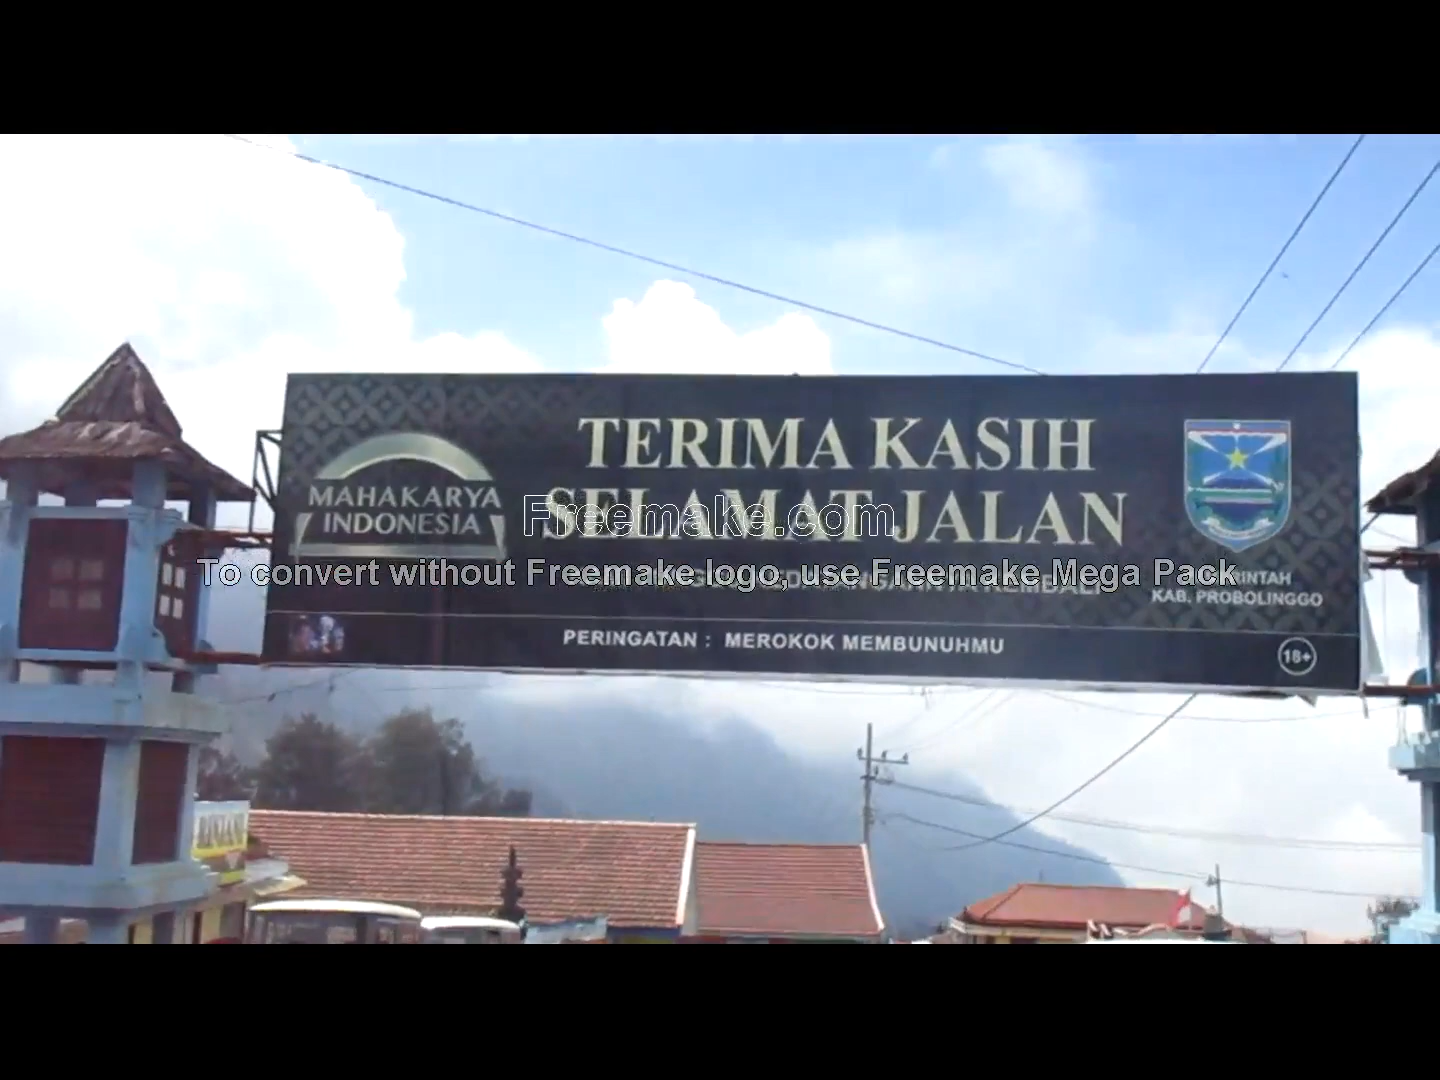 TERIMA KASIH
SELAMAT JALAN
MAHAKARYA
INDONESIA
Freemake.com
To convert without Freemake logo, use Freemake Mega Pack
KEMBALI
KAB. PROBOLINGGO
PERINGATAN : MEROKOK MEMBUNUHMU
18+